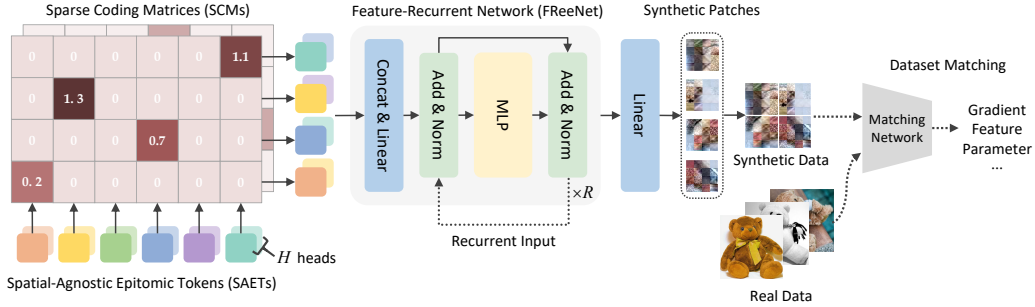 Sparse Coding Matrices (SCMs)
0 0 0 0 0 1.1
0 1. 3 0 0 0 0
0 0 0 0.7 0 0
0. 2 0 0 0 0 0
H heads
Spatial-Agnostic Epitomic Tokens (SAETs)
Feature-Recurrent Network (FReeNet)
Concat & Linear
Add & Norm
MLP
Add & Norm
×R
Recurrent Input
Linear
Synthetic Patches
Synthetic Data
Real Data
Dataset Matching
Matching
Network
Gradient
Feature
Parameter
...